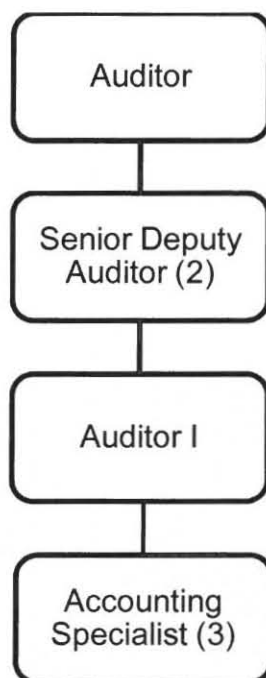 Auditor
Senior Deputy
Auditor (2)
Auditor I
Accounting
Specialist (3)